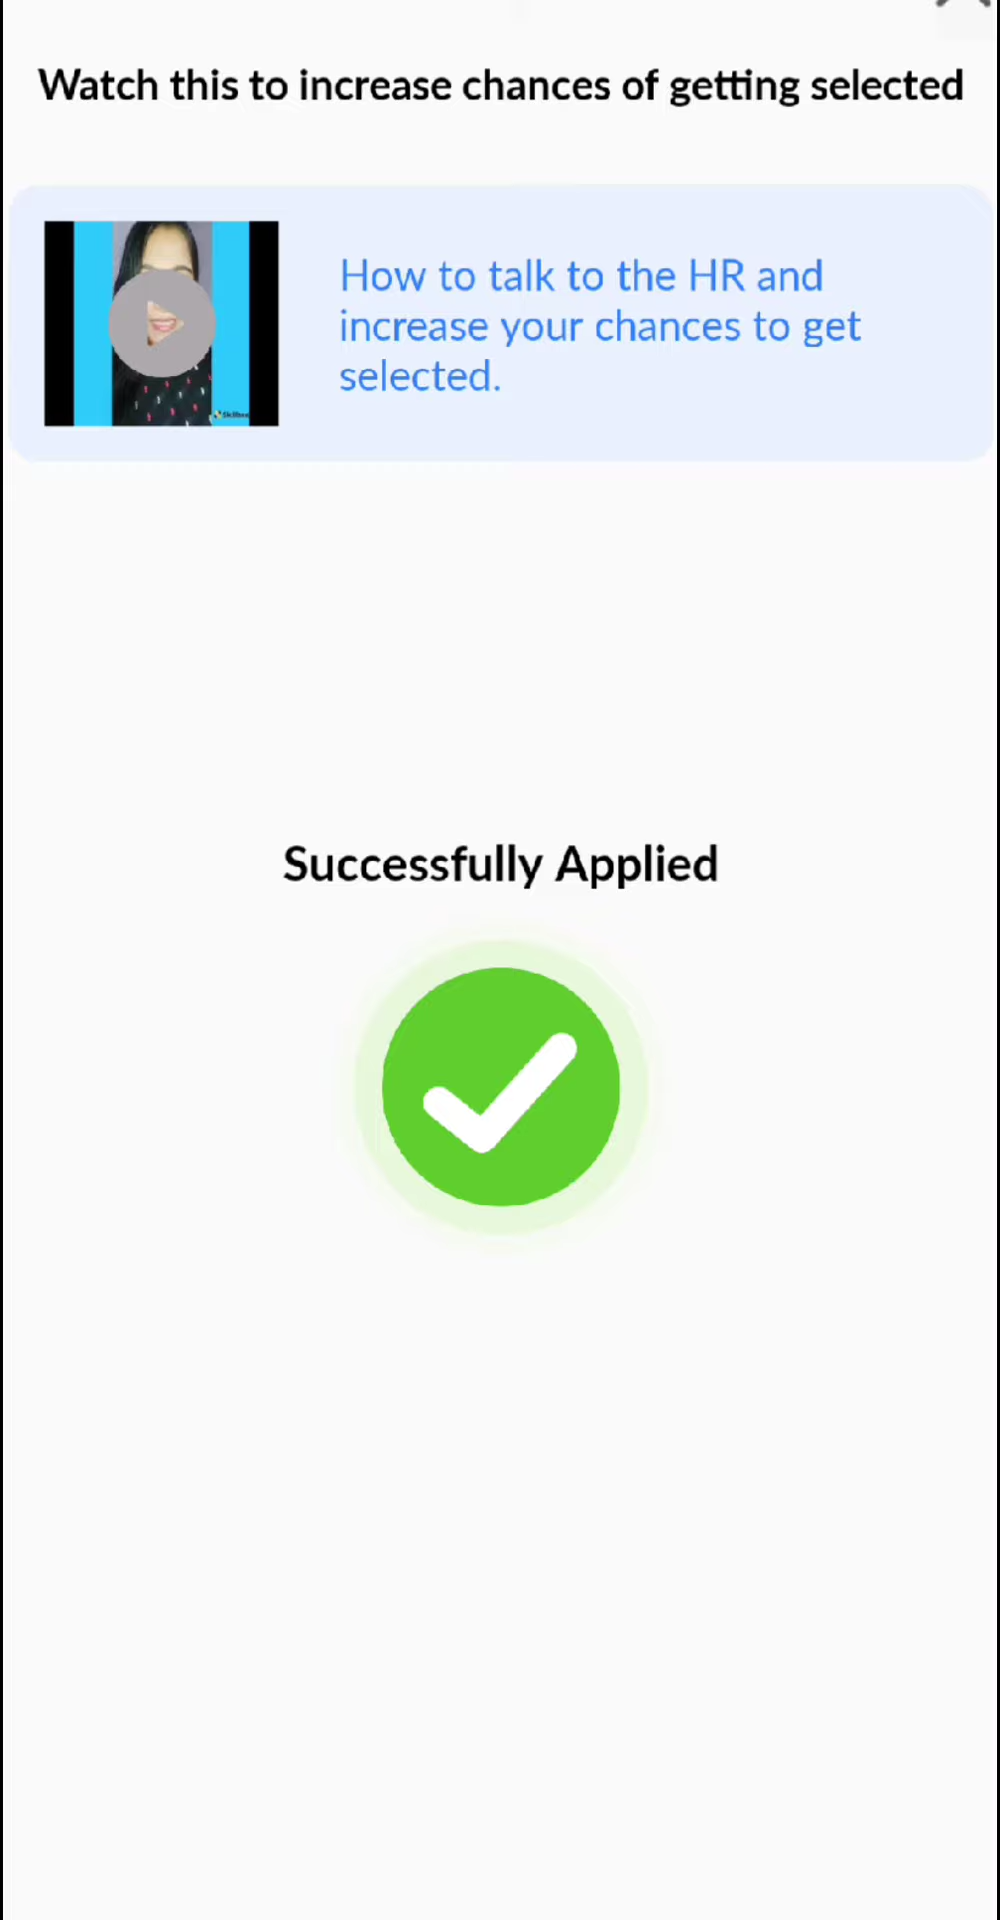 Watch this to increase chances of getting selected
How to talk to the HR and
increase your chances to get
selected.
Successfully Applied